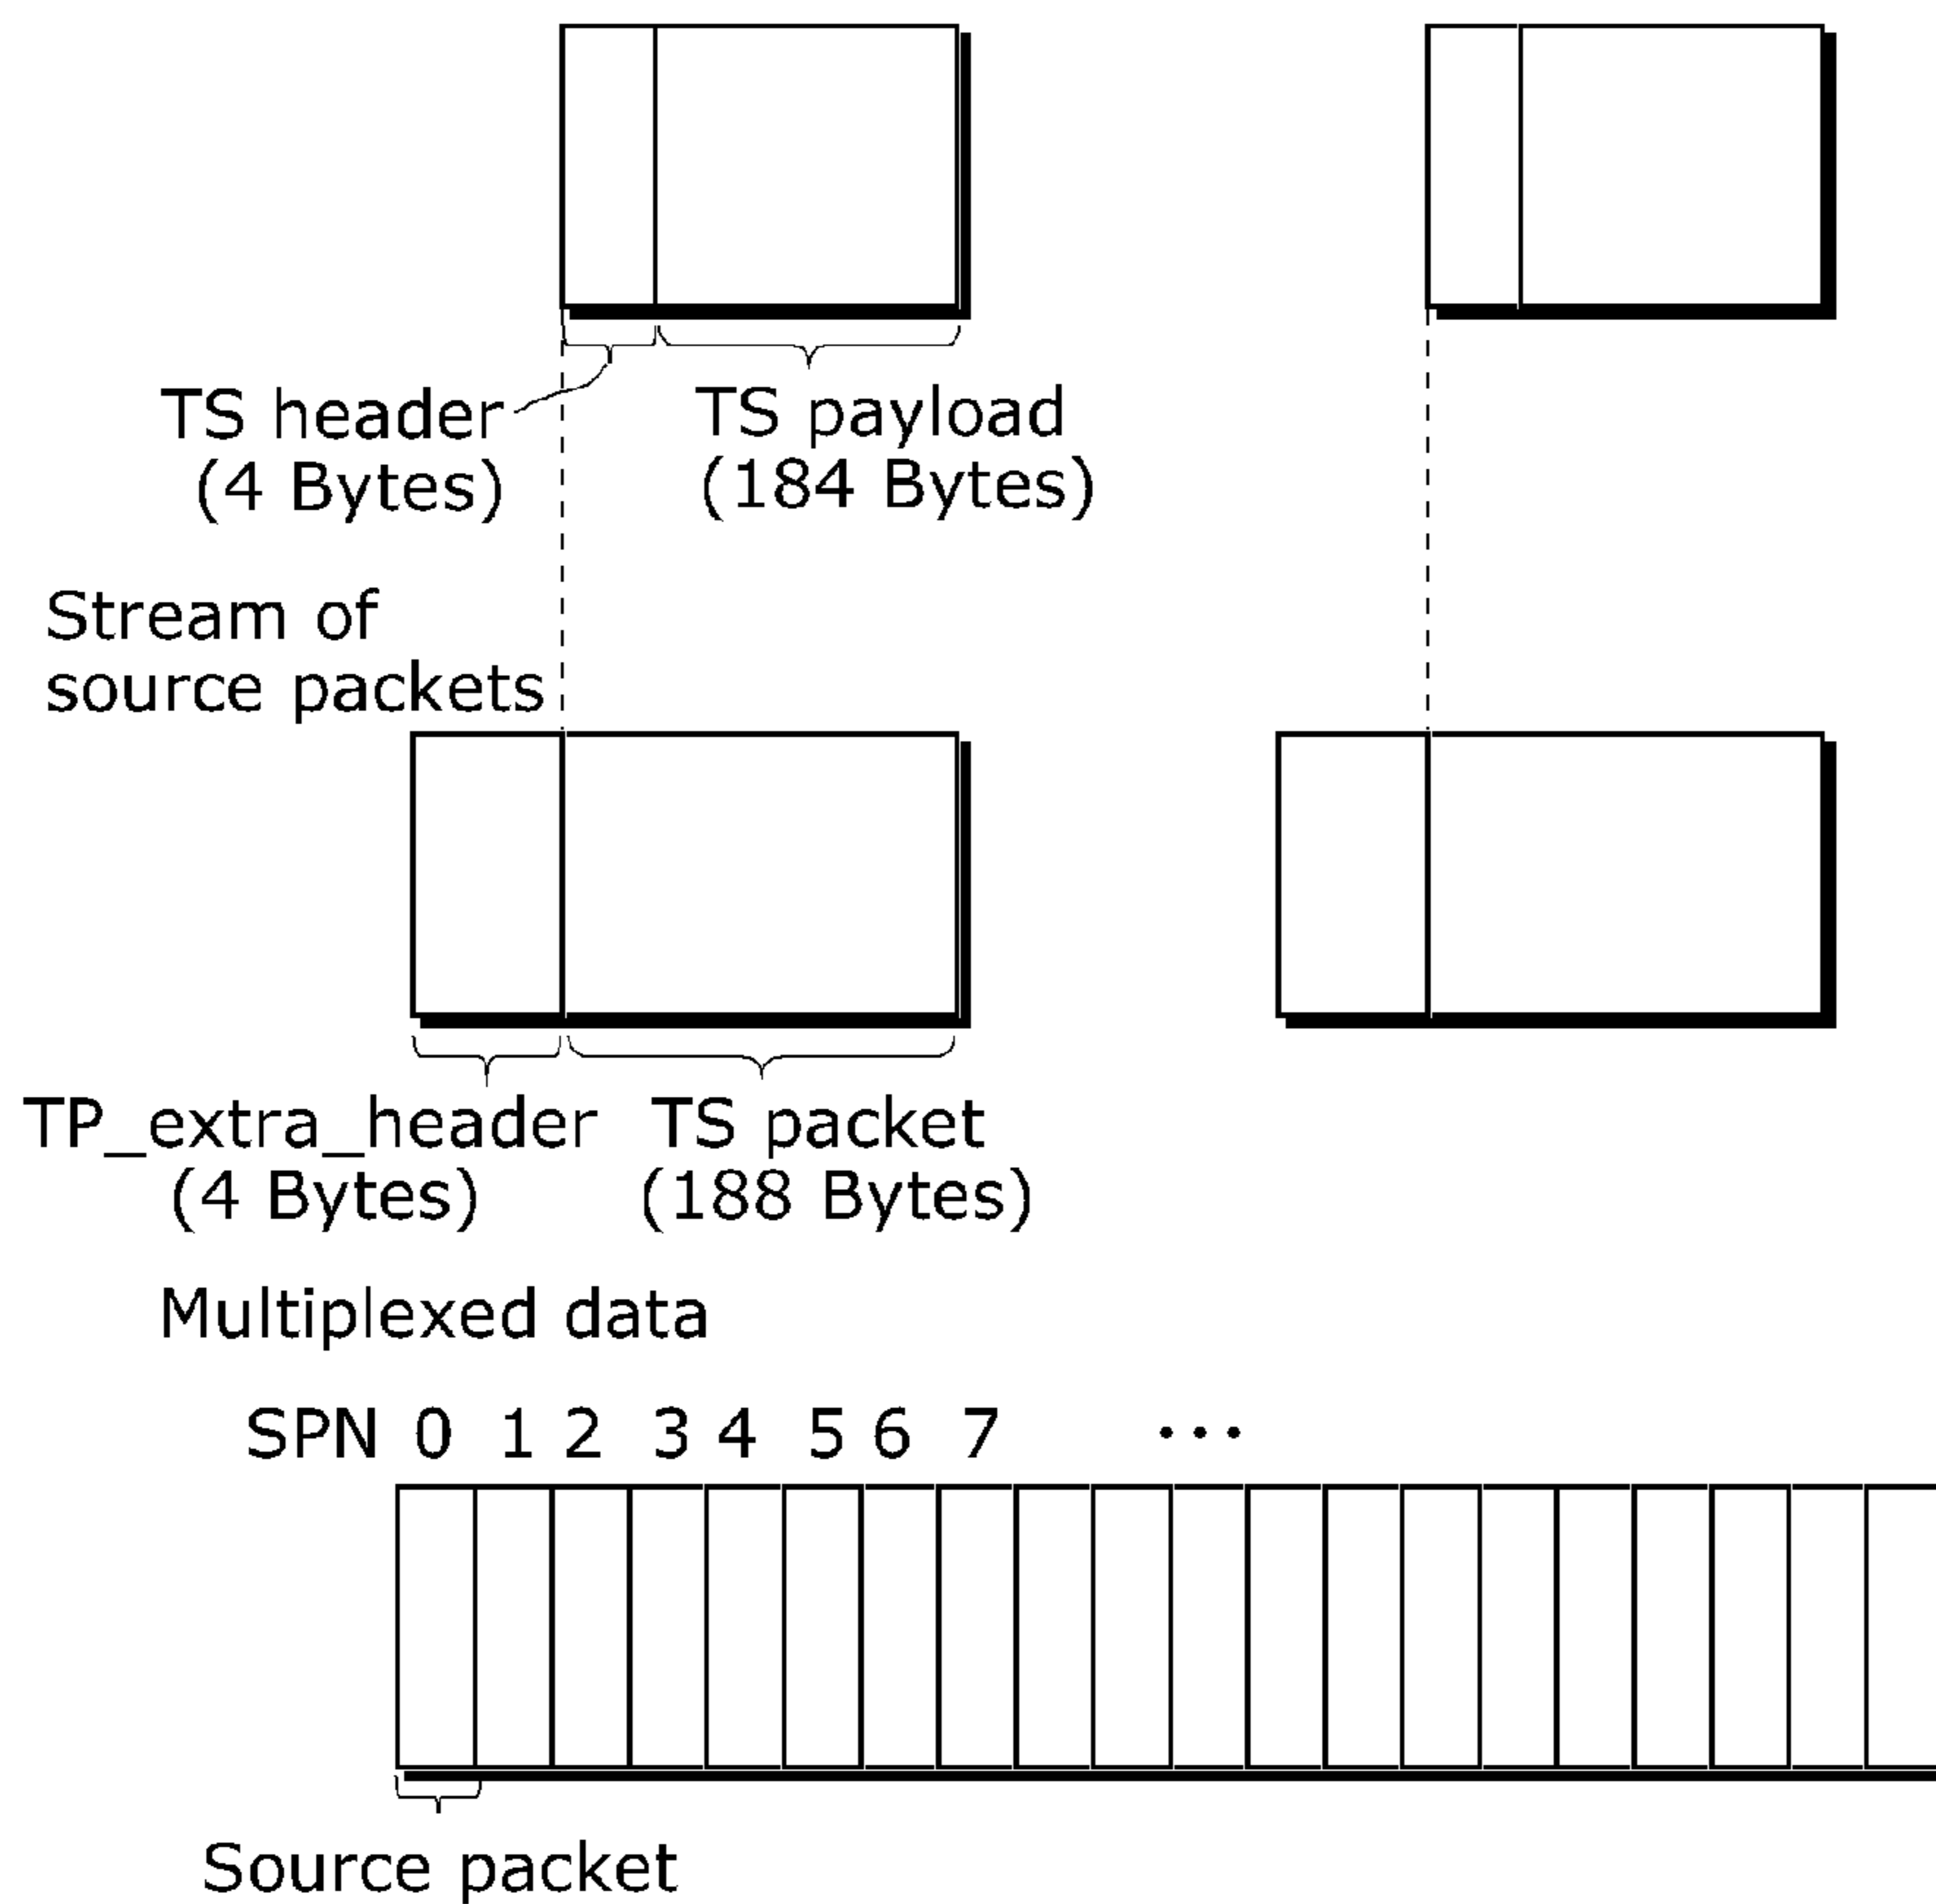 TS header
(4 Bytes)
TS payload
(184 Bytes)
Stream of
source packets
TP_extra_header
(4 Bytes)
TS packet
(188 Bytes)
Multiplexed data
SPN 0 1 2 3 4 5 6 7 ···
Source packet